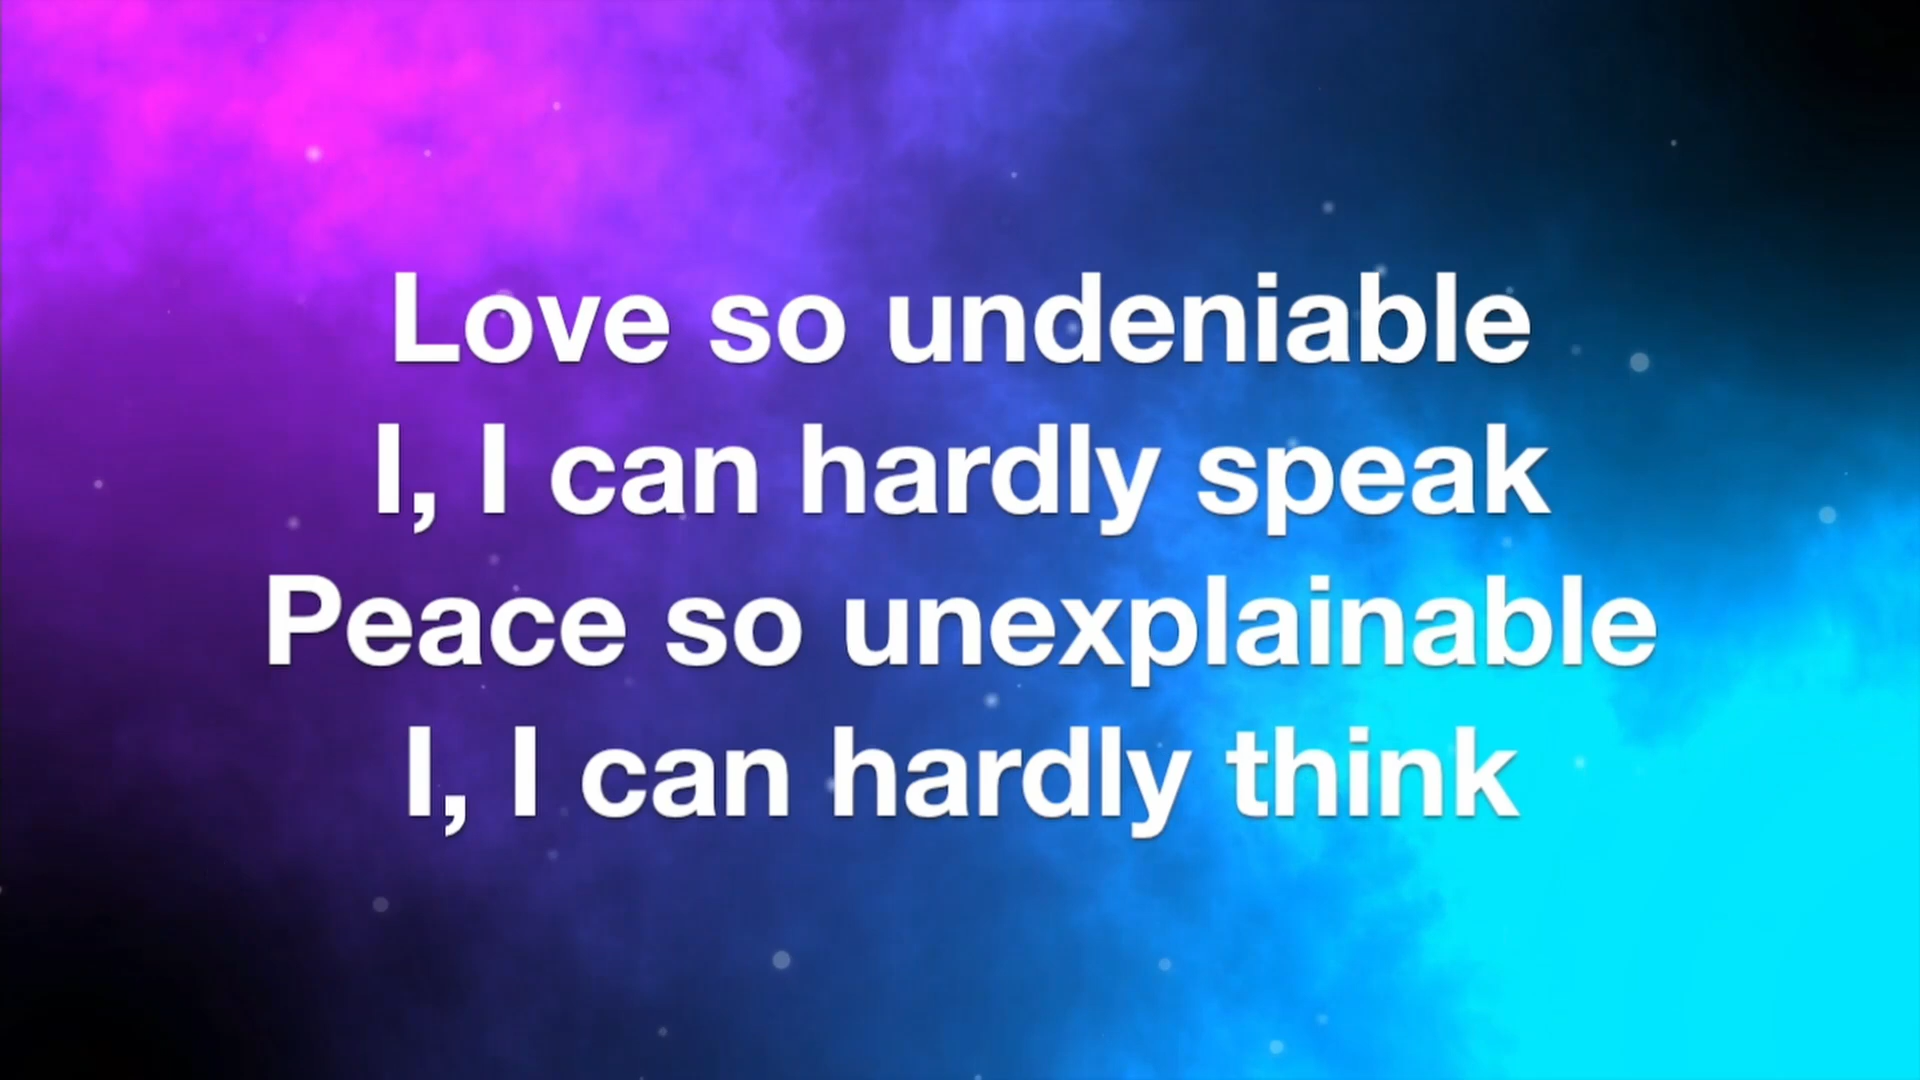 Love so undeniable
I, I can hardly speak
Peace so unexplainable
I, I can hardly think